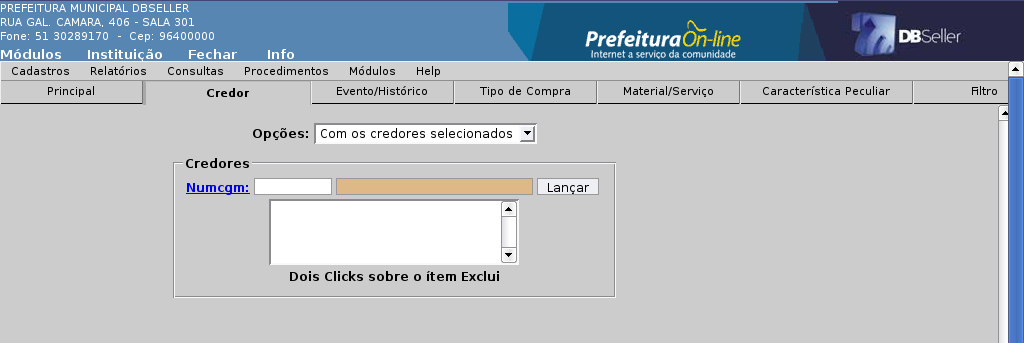 PREFEITURA MUNICIPAL DBSELLER
RUA GAL. CAMARA, 406 - SALA 301
Fone: 51 30289170 - Cep: 96400000
PrefeituraOn-line
Internet a serviço da comunidade
DBSeller
Módulos Instituição Fechar Info
Cadastros Relatórios Consultas Procedimentos Módulos Help
Principal Credor Evento/Histórico Tipo de Compra Material/Serviço Característica Peculiar Filtro
Opções: Com os credores selecionados
Credores
Numcgm: Lançar
Dois Clicks sobre o ítem Exclui